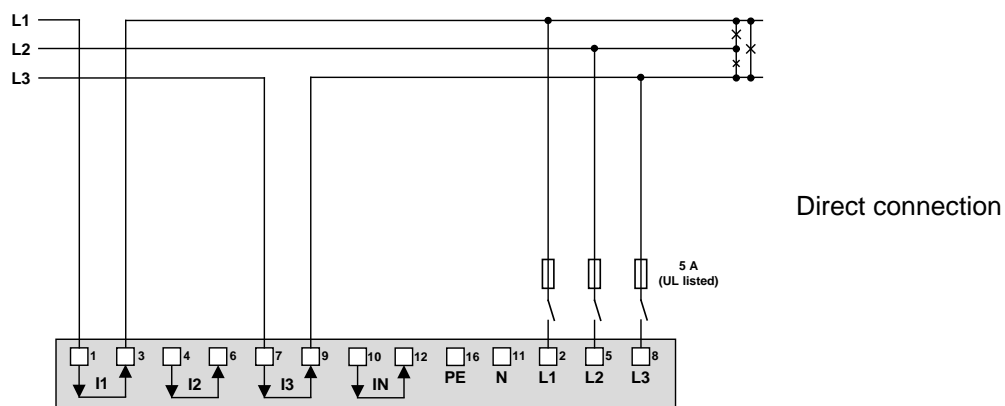 L1
L2
L3
Direct connection
5 A
(UL listed)
1 3 4 6 7 9 10 12 16 11 2 5 8
I1 I2 I3 IN PE N L1 L2 L3